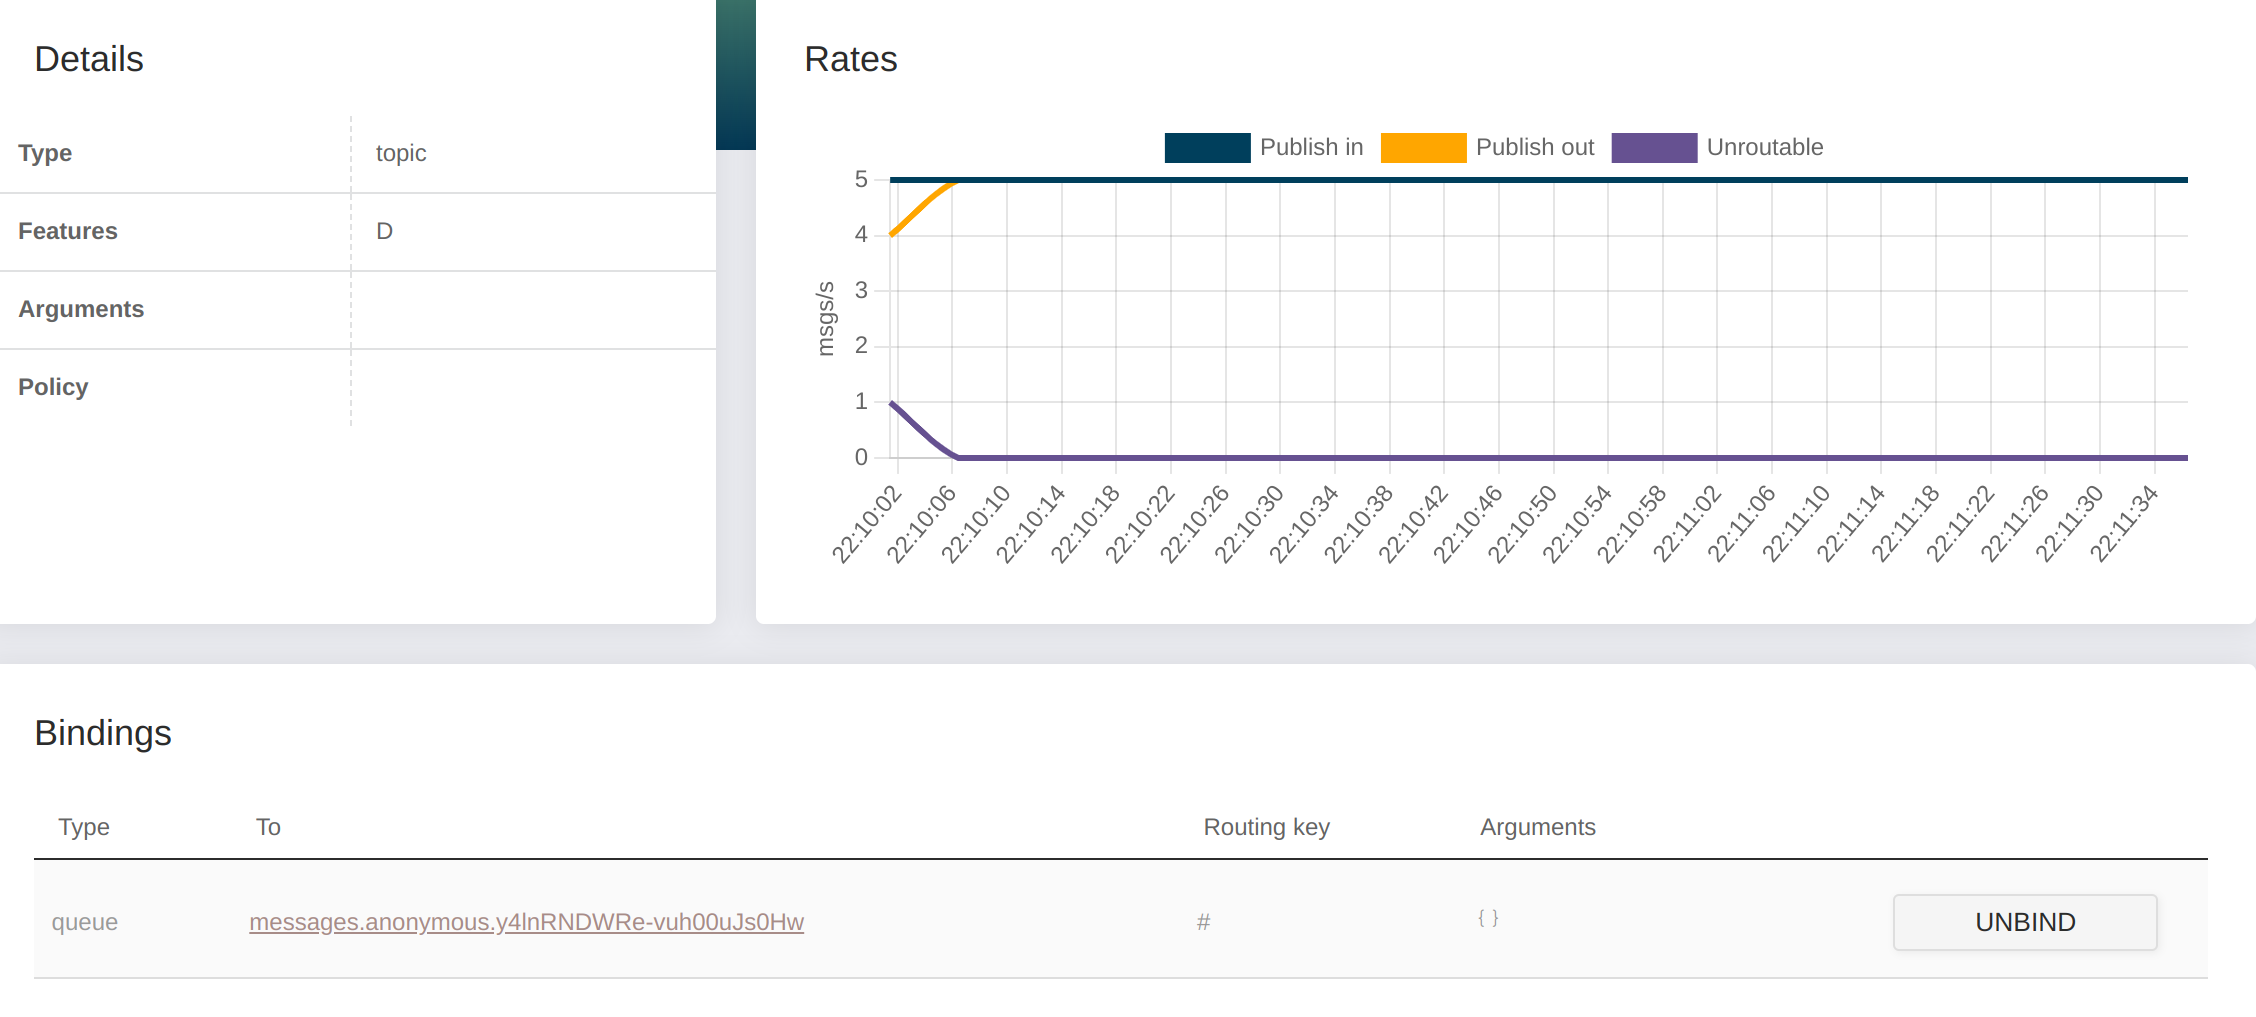 Details
Type topic
Features D
Arguments
Policy
Rates
Publish in Publish out Unroutable
msgs/s
5
4
3
2
1
0
22:10:02 22:10:06 22:10:10 22:10:14 22:10:18 22:10:22 22:10:26 22:10:30 22:10:34 22:10:38 22:10:42 22:10:46 22:10:50 22:10:54 22:10:58 22:11:02 22:11:06 22:11:10 22:11:14 22:11:18 22:11:22 22:11:26 22:11:30 22:11:34
Bindings
Type To Routing key Arguments
queue messages.anonymous.y4lnRNDWRe-vuh00uJs0Hw # { } UNBIND